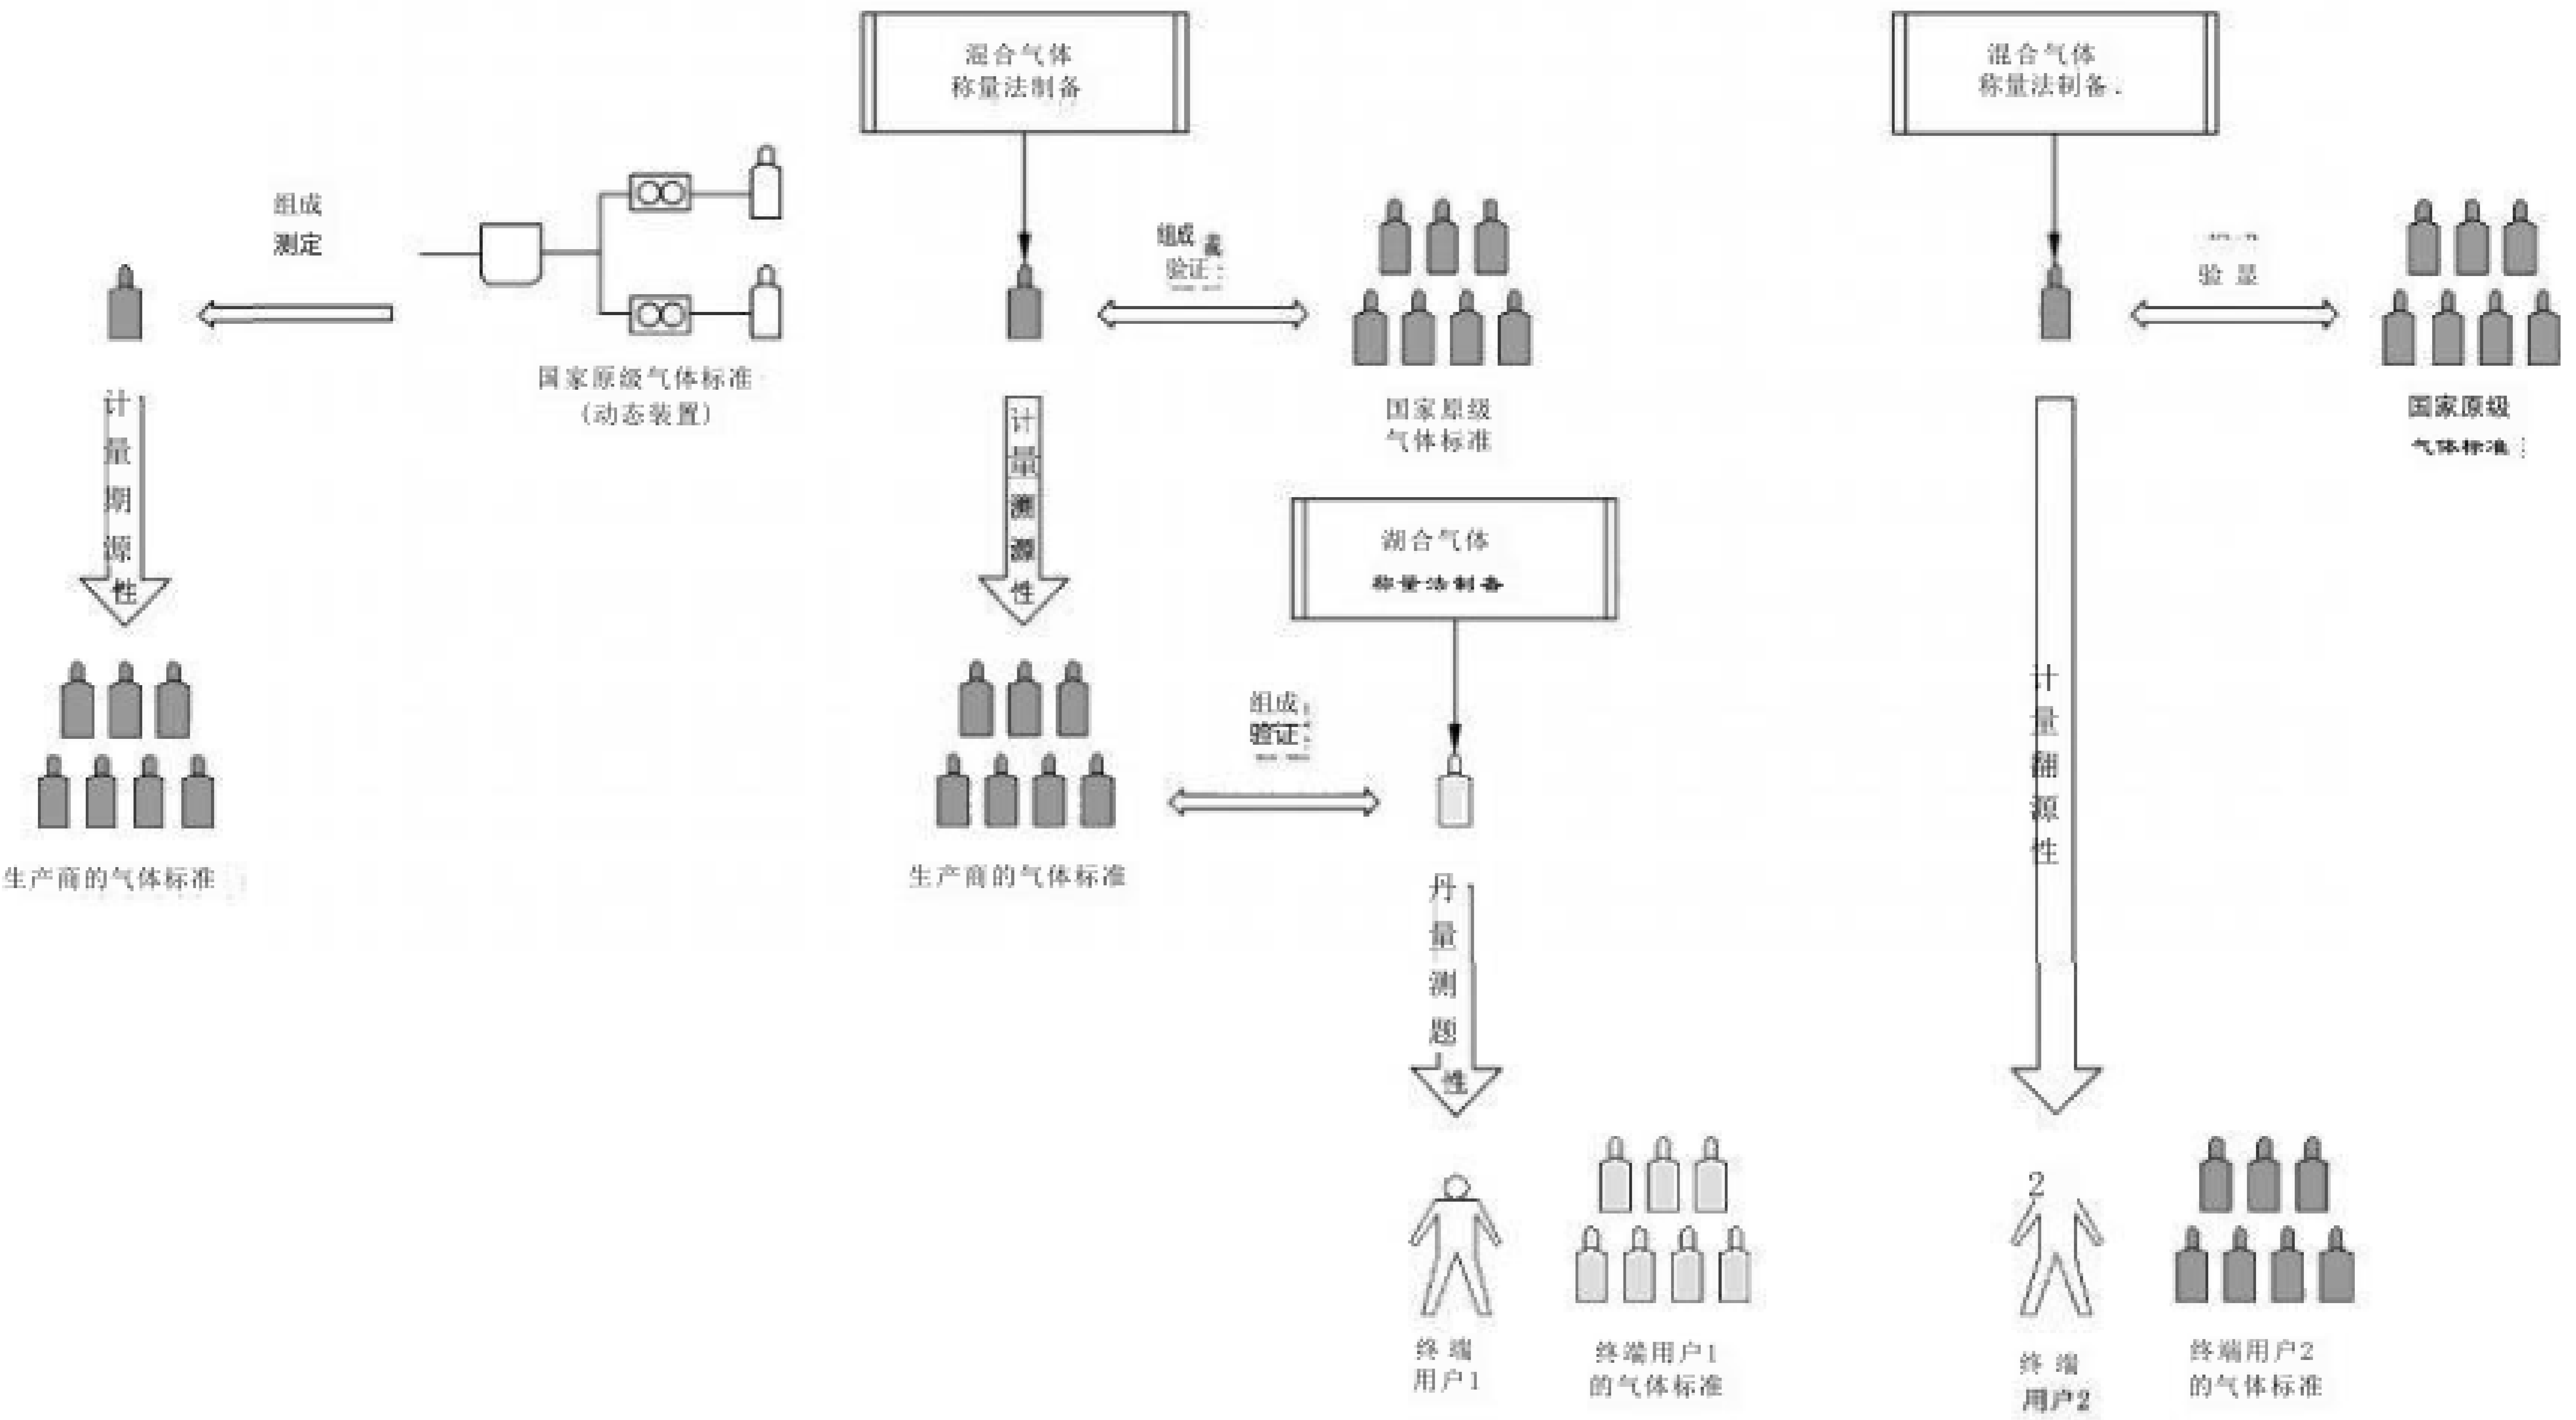 混合气体
称量法制备
混合气体
称量法制备.
组成
测定
国家原级气体标准
(动态装置)
组成
验证:
国家原级
气体标准
验 显
国家原级
气体标准
计
量
期
源
性
计
量
溯
源
性
湖合气体
称量法制备
组成
验证:
生产商的气体标准
生产商的气体标准
丹
量
测
题
性
计
量
翻
源
性
2
终 端
用户1
终端用户1
的气体标准
终 端
用户2
终端用户2
的气体标准